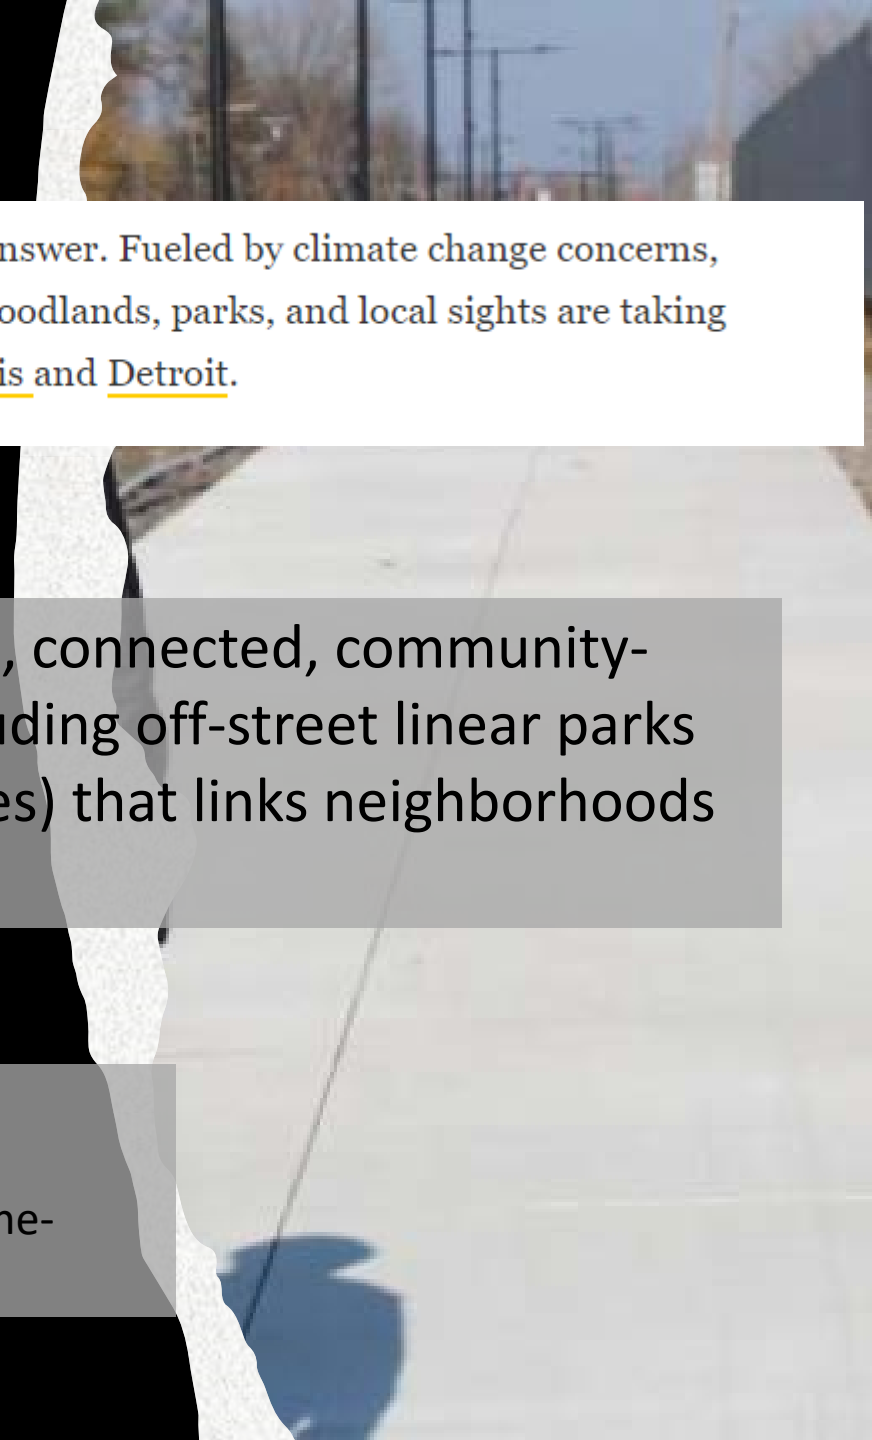 nswer. Fueled by climate change concerns,
oodlands, parks, and local sights are taking
is and Detroit.
, connected, community-
uding off-street linear parks
es) that links neighborhoods
ne-